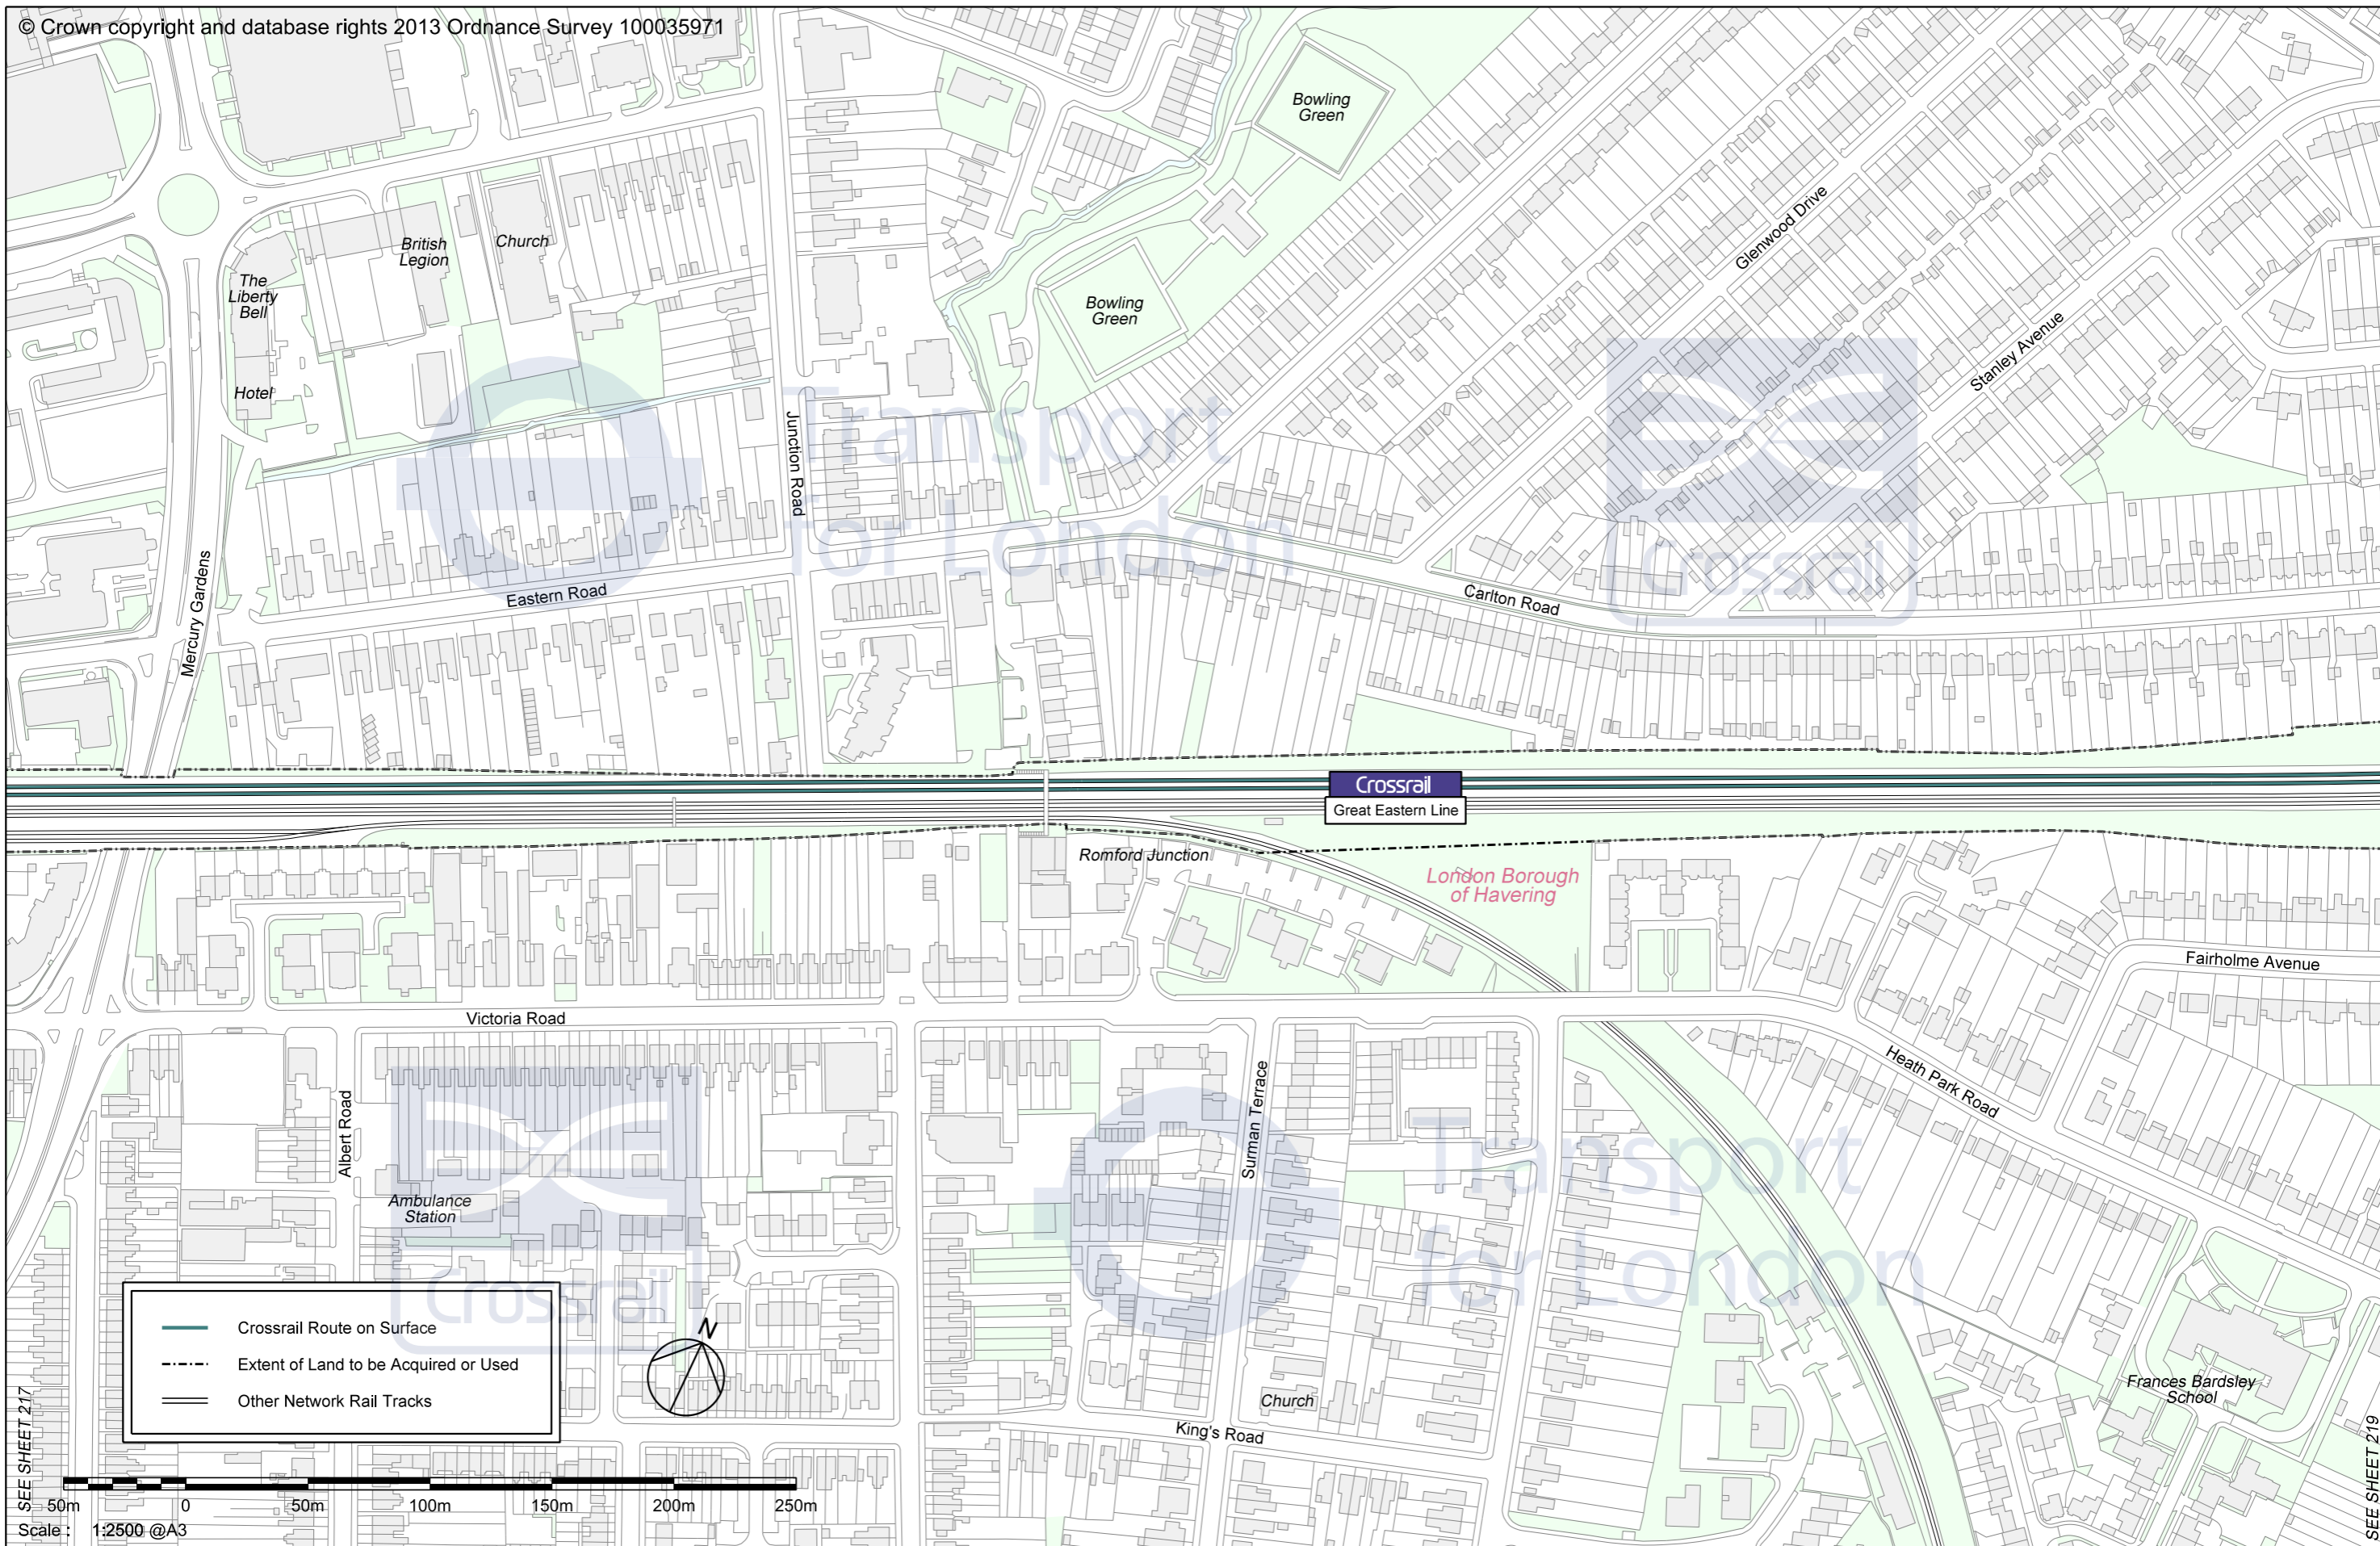 © Crown copyright and database rights 2013 Ordnance Survey 100035971
Bowling
Green
Glenwood Drive
British
Legion
Church
The
Liberty
Bell
Bowling
Green
Stanley Avenue
Hotel
Transport
for London
Junction Road
Crossrail
Mercury Gardens
Eastern Road
Carlton Road
Crossrail
Great Eastern Line
Romford Junction
London Borough
of Havering
Fairholme Avenue
Victoria Road
Heath Park Road
Surman Terrace
Albert Road
Transport
for London
Ambulance
Station
Crossrail
Crossrail Route on Surface
Extent of Land to be Acquired or Used
Other Network Rail Tracks
N
Church
King's Road
Frances Bardsley
School
SEE SHEET 217
SEE SHEET 219
50m 0 50m 100m 150m 200m 250m
Scale : 1:2500 @A3